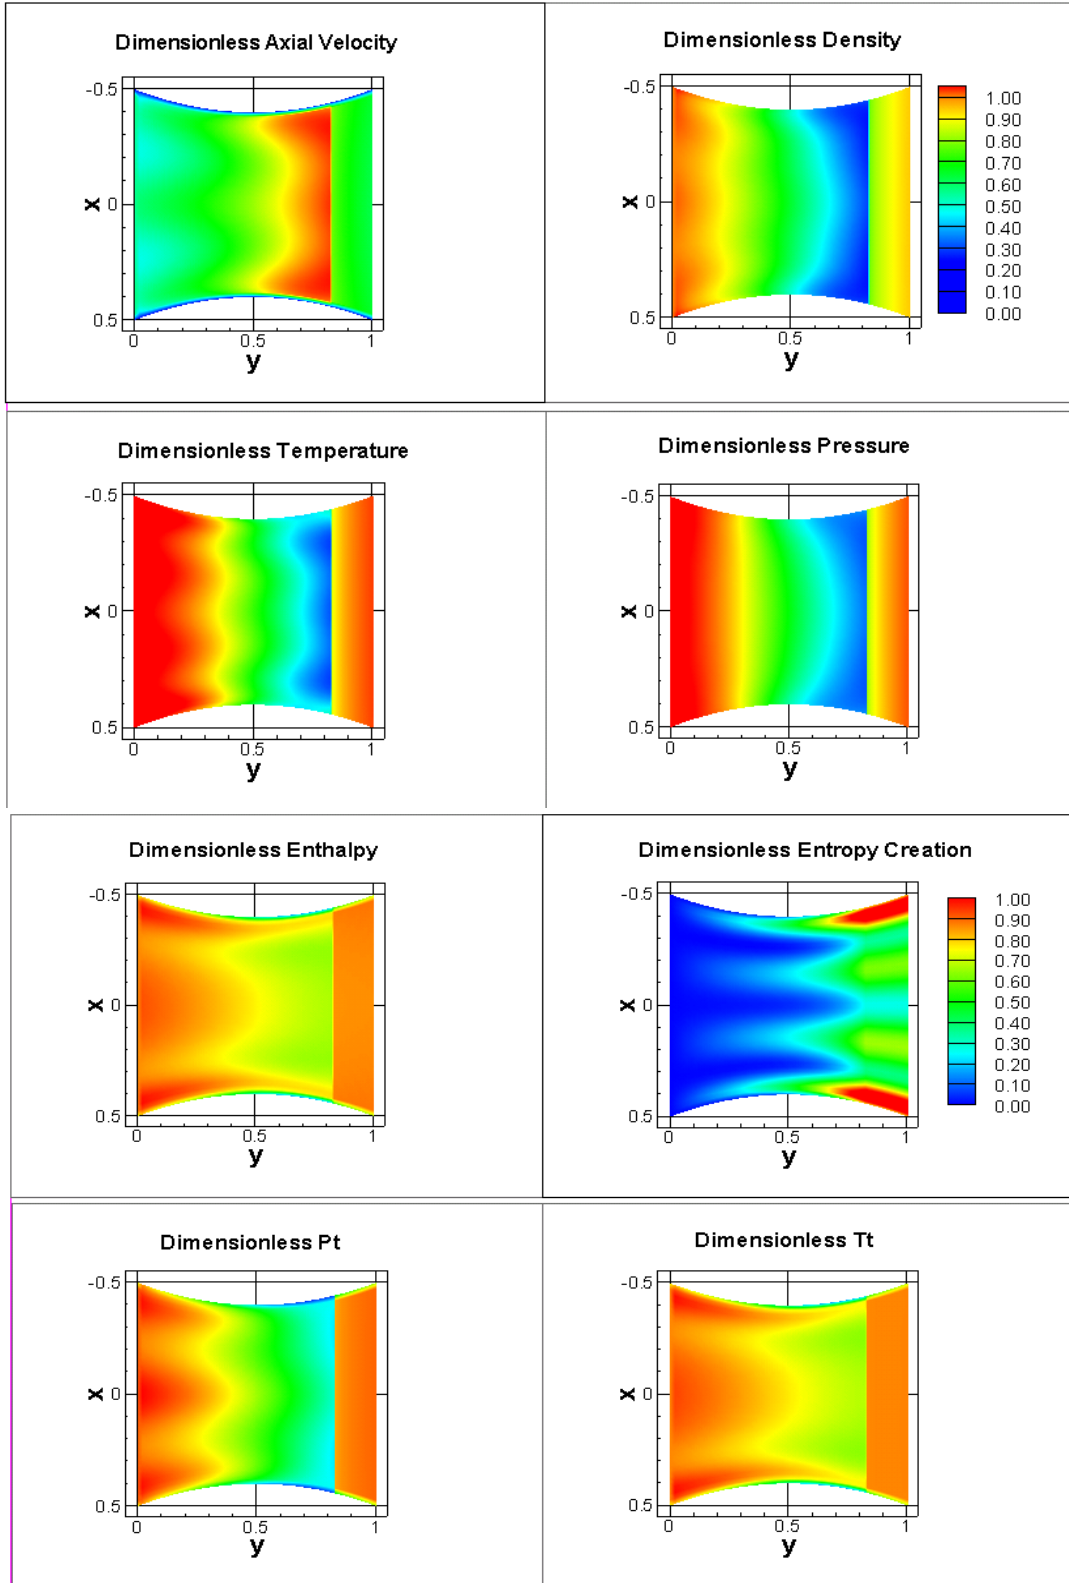 Dimensionless Axial Velocity
-0.5
x 0
0.5
0 0.5 1
y
Dimensionless Density
-0.5
x 0
0.5
0 0.5 1
y
1.00
0.90
0.80
0.70
0.60
0.50
0.40
0.30
0.20
0.10
0.00
Dimensionless Temperature
-0.5
x 0
0.5
0 0.5 1
y
Dimensionless Pressure
-0.5
x 0
0.5
0 0.5 1
y
Dimensionless Enthalpy
-0.5
x 0
0.5
0 0.5 1
y
Dimensionless Entropy Creation
-0.5
x 0
0.5
0 0.5 1
y
1.00
0.90
0.80
0.70
0.60
0.50
0.40
0.30
0.20
0.10
0.00
Dimensionless Pt
-0.5
x 0
0.5
0 0.5 1
y
Dimensionless Tt
-0.5
x 0
0.5
0 0.5 1
y